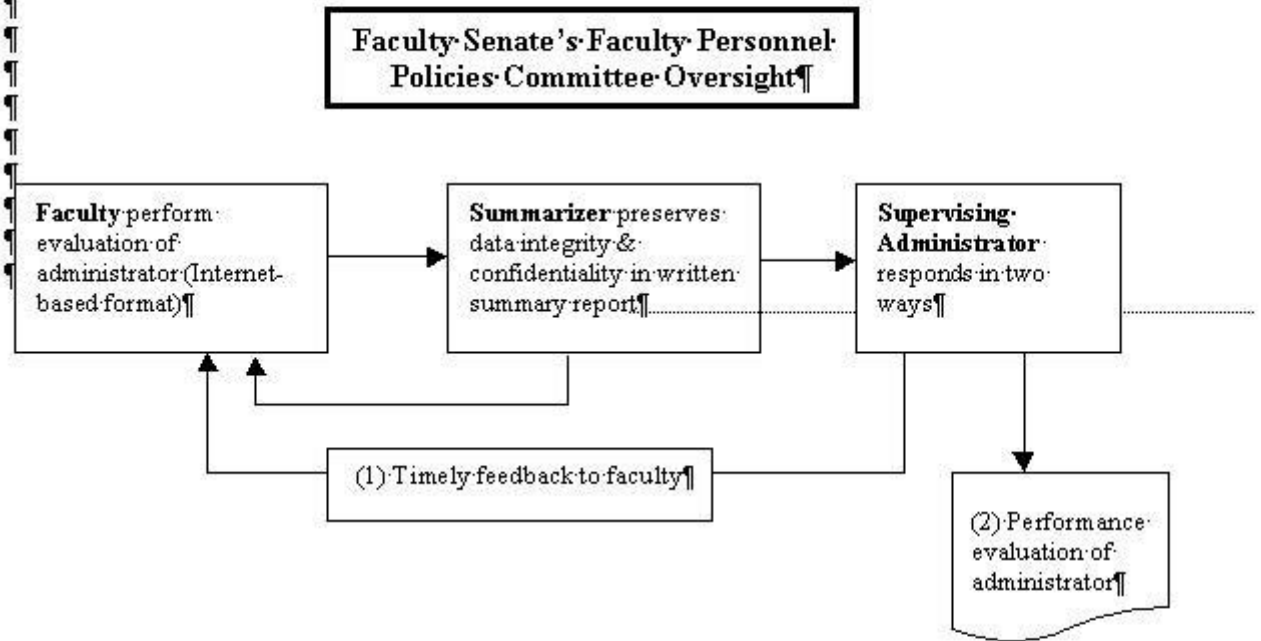 ¶
¶
¶
¶
¶
¶
¶
¶
¶
Faculty·Senate's·Faculty·Personnel·
Policies·Committee·Oversight¶
Faculty·perform·
evaluation·of·
administrator·(Internet-
based·format)¶
Summarizer·preserves·
data·integrity·&·
confidentiality·in·written·
summary·report¶
Supervising·
Administrator·
responds·in·two·
ways¶
(1)·Timely·feedback·to·faculty¶
(2)·Performance·
evaluation·of·
administrator¶